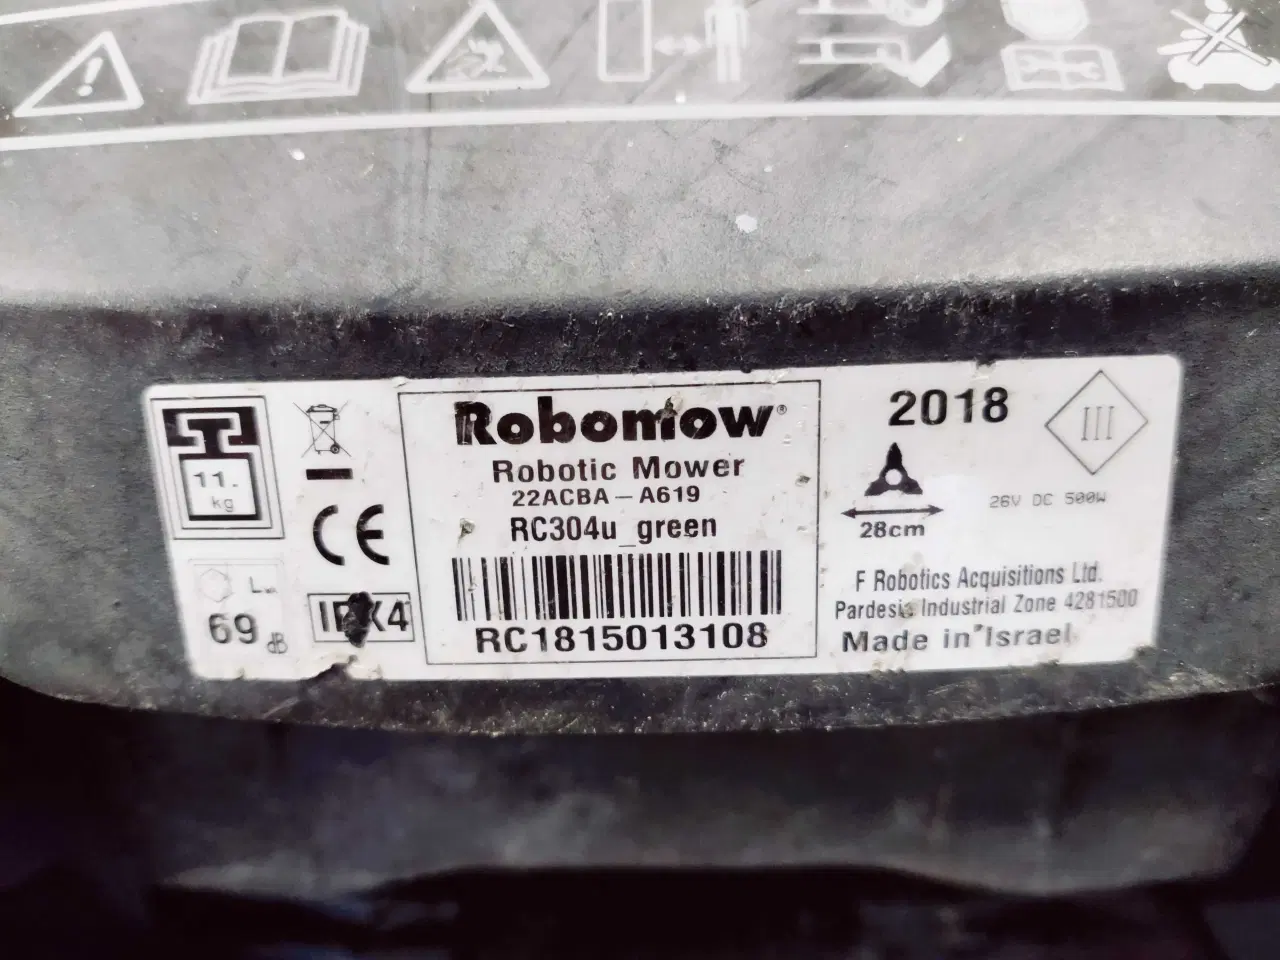 11.
kg
CE
69 dB
Robomow®
Robotic Mower
22ACBA-A619
RC304u_green
RC1815013108
2018
III
28cm
26V DC 500W
F Robotics Acquisitions Ltd.
Pardesia Industrial Zone 4281500
Made in Israel